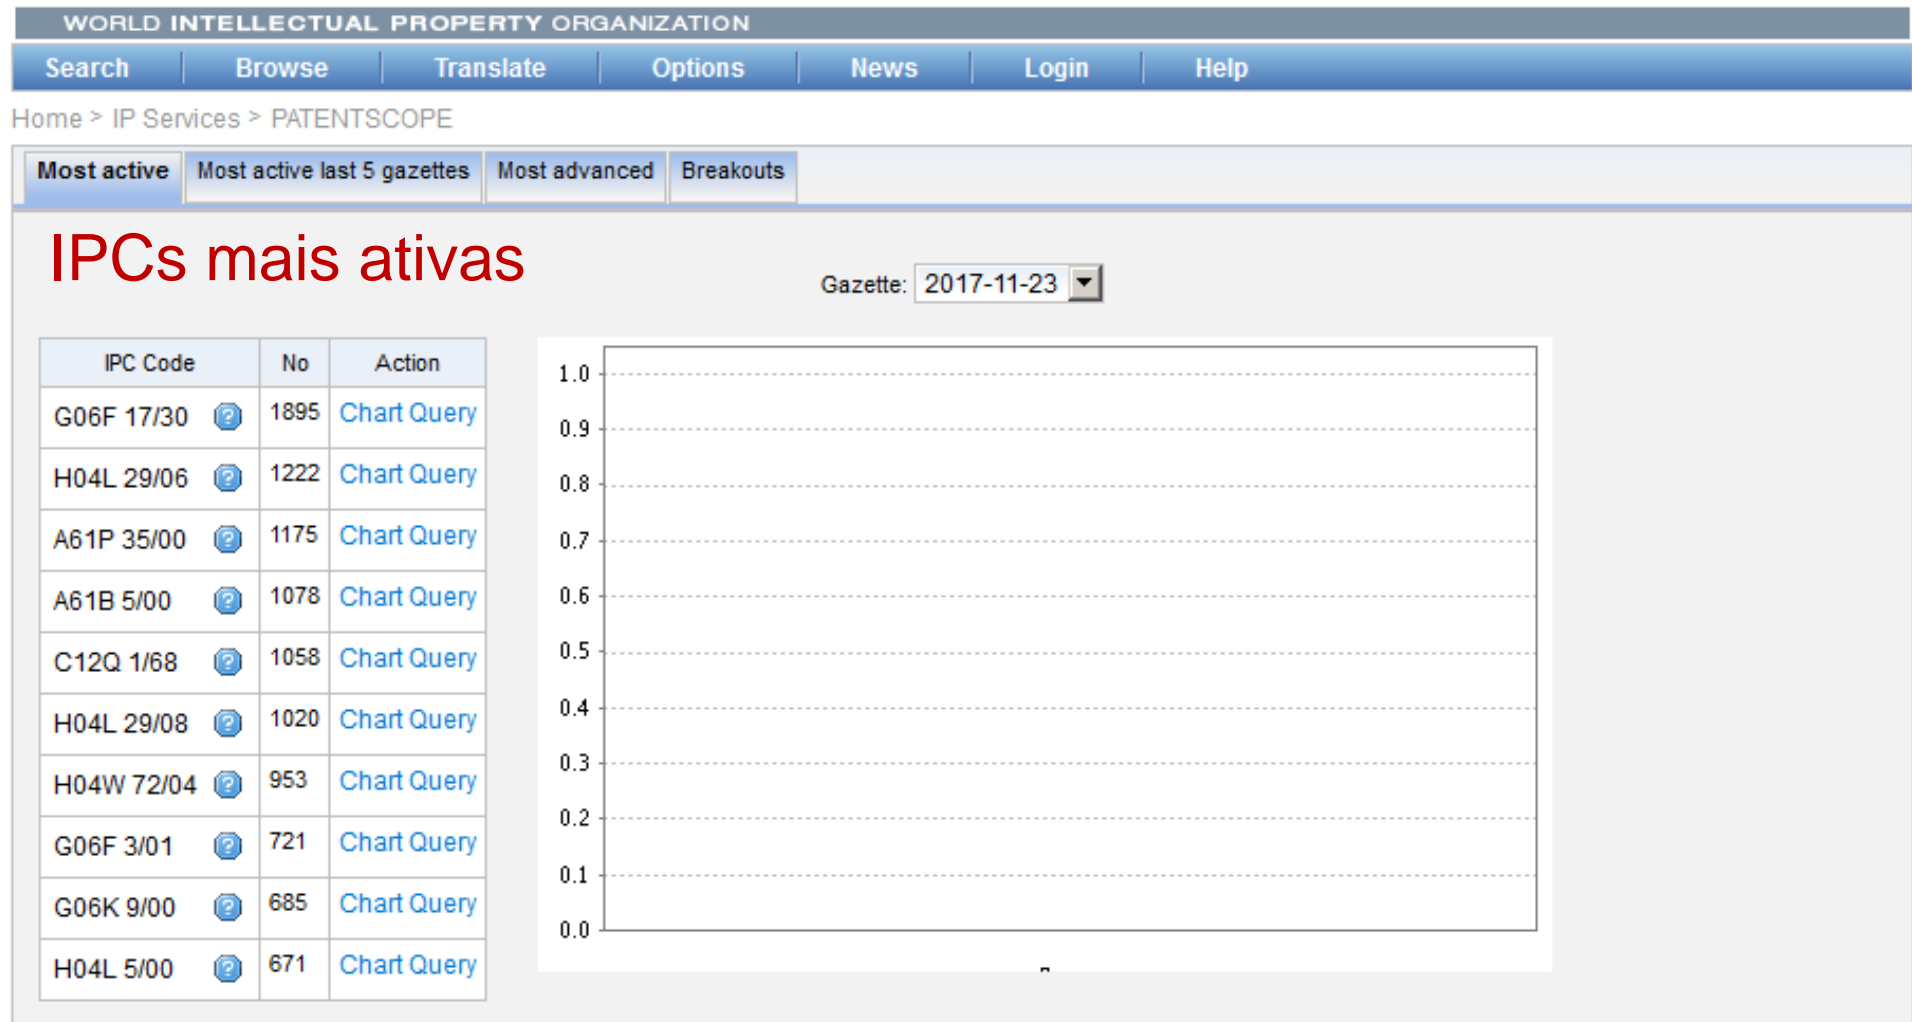 WORLD INTELLECTUAL PROPERTY ORGANIZATION
Search Browse Translate Options News Login Help
Home > IP Services > PATENTSCOPE
Most active Most active last 5 gazettes Most advanced Breakouts
IPCs mais ativas
Gazette: 2017-11-23
IPC Code No Action
G06F 17/30 1895 Chart Query
H04L 29/06 1222 Chart Query
A61P 35/00 1175 Chart Query
A61B 5/00 1078 Chart Query
C12Q 1/68 1058 Chart Query
H04L 29/08 1020 Chart Query
H04W 72/04 953 Chart Query
G06F 3/01 721 Chart Query
G06K 9/00 685 Chart Query
H04L 5/00 671 Chart Query
1.0
0.9
0.8
0.7
0.6
0.5
0.4
0.3
0.2
0.1
0.0